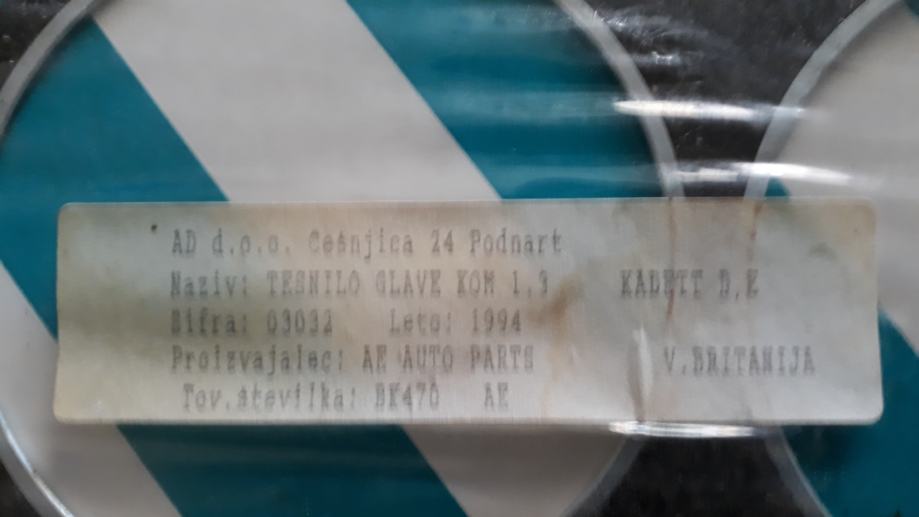 AD d.o.o. Češnjica 24 Podnart
Naziv: TESNILO GLAVE KOM 1.3 KADETT D,E
Šifra: 03032 Leto: 1994
Proizvajalec: AE AUTO PARTS V.BRITANIJA
Tov.številka: BK470 AE